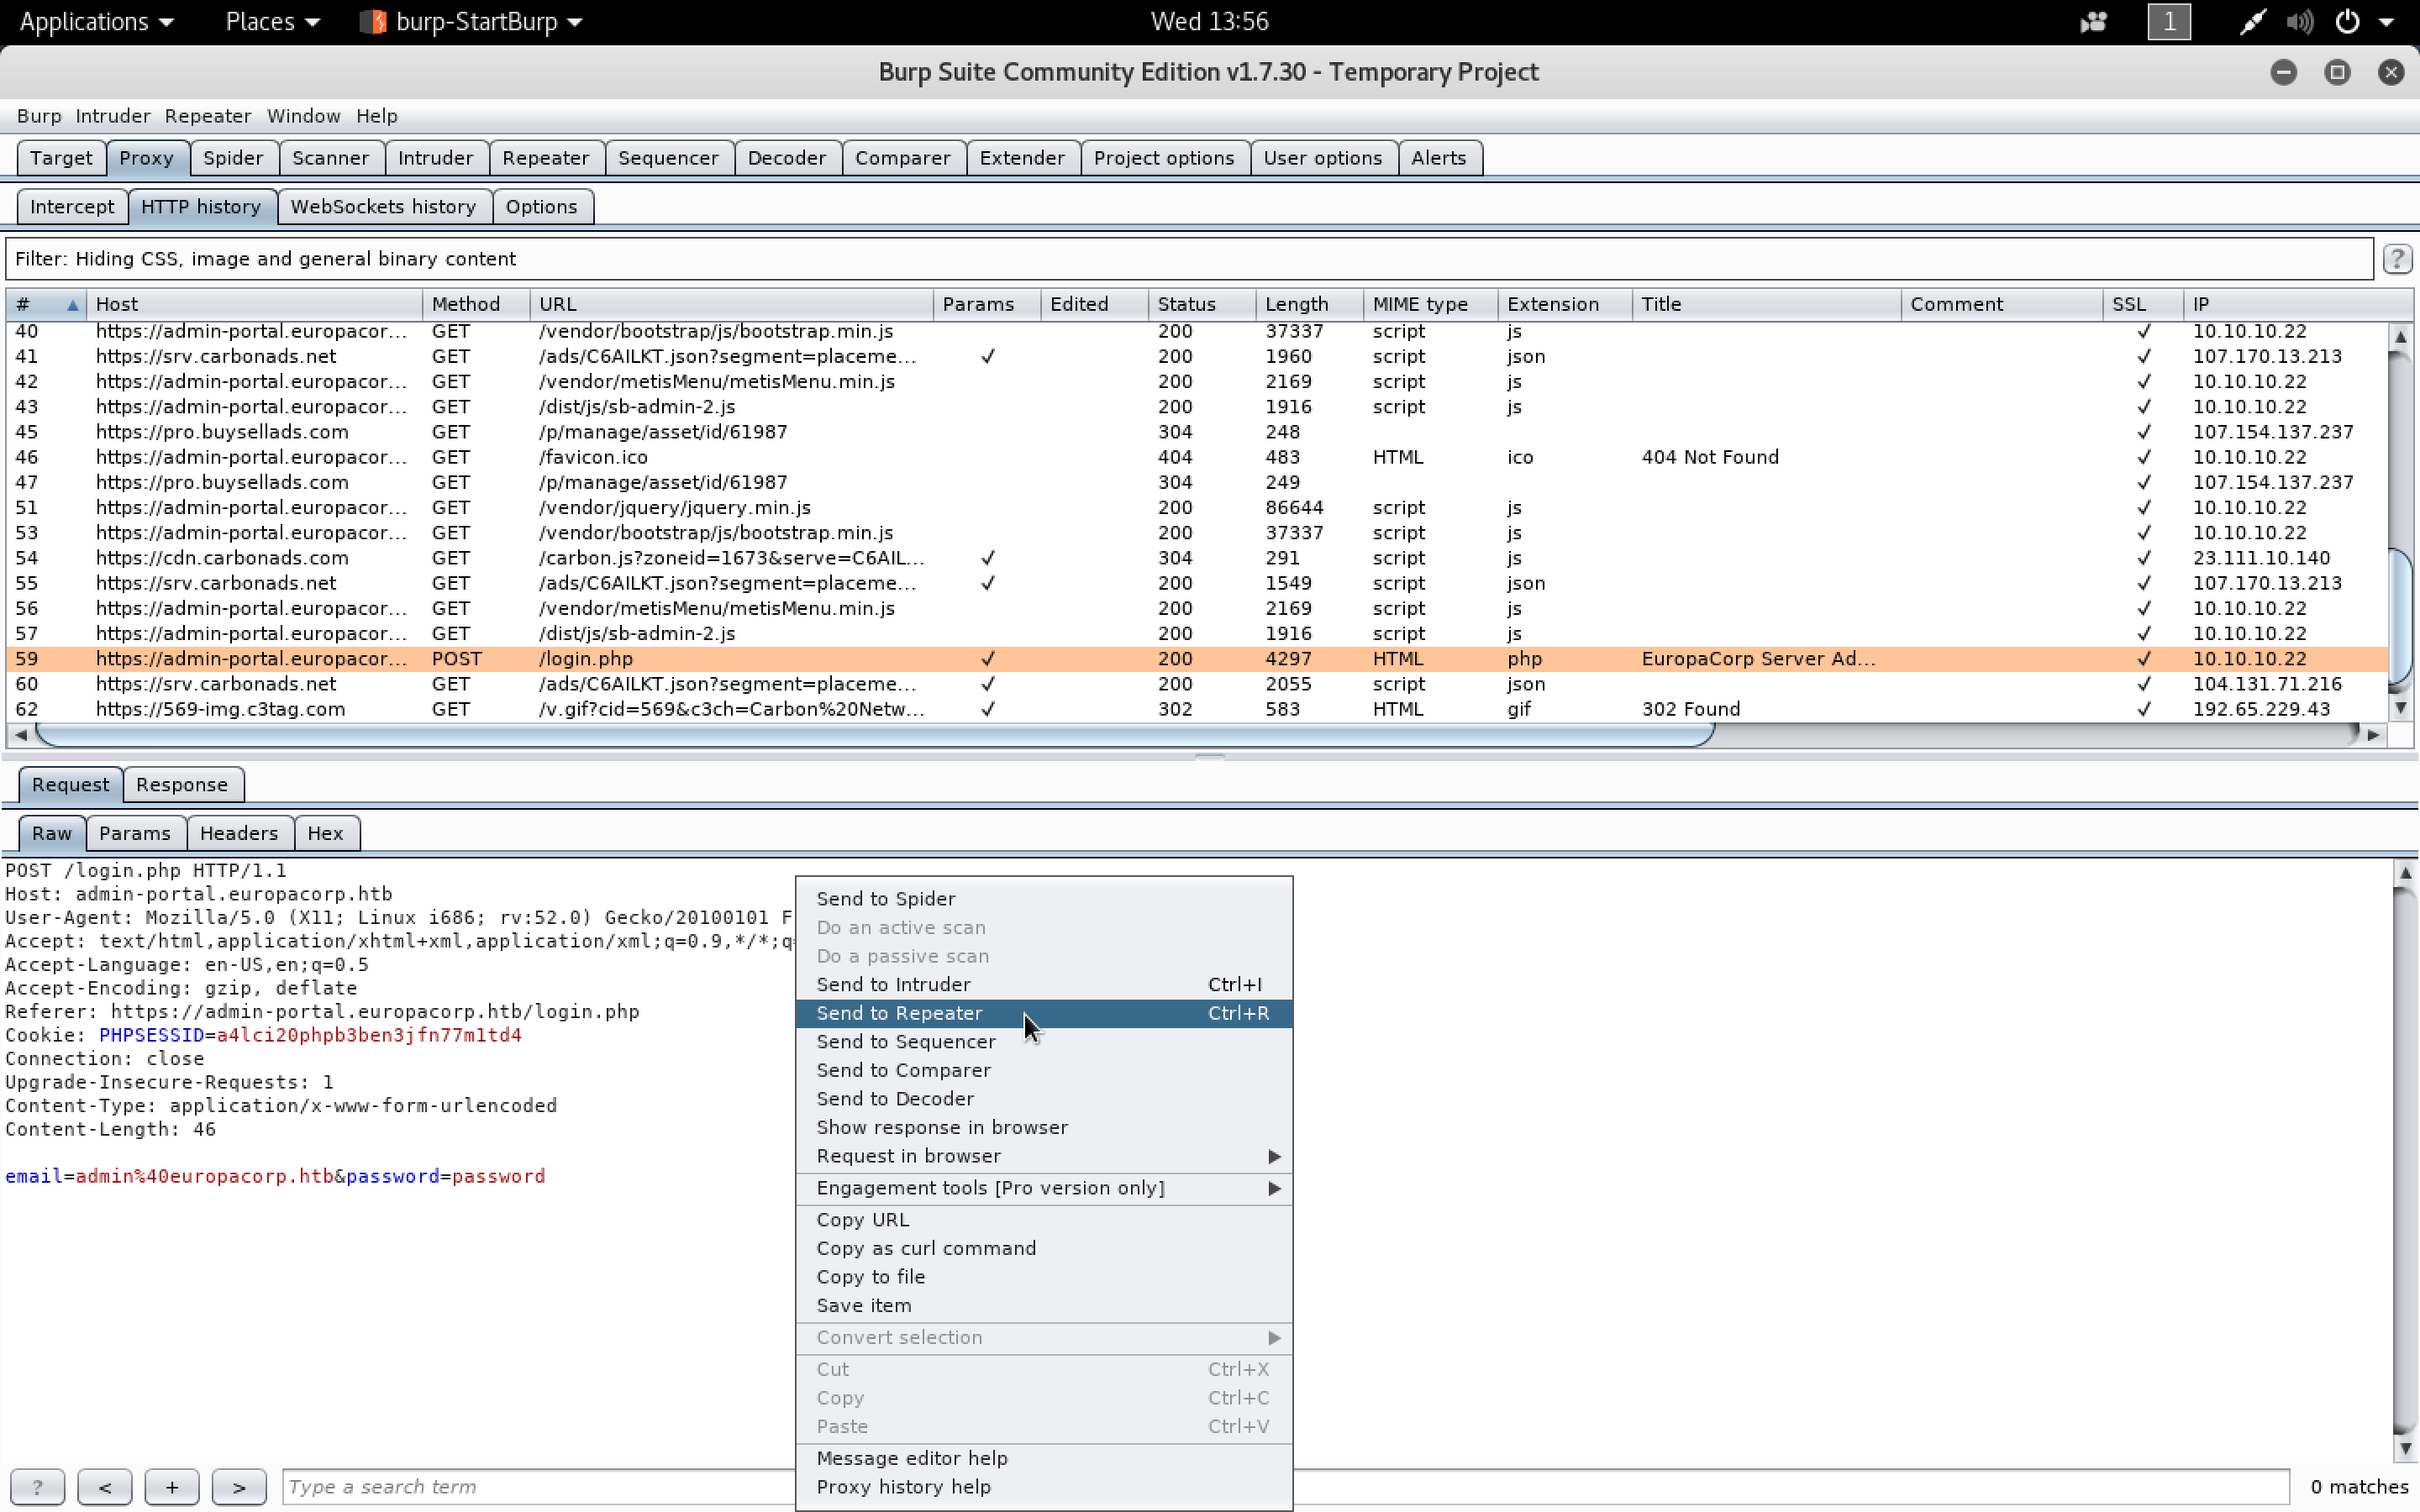 Applications Places burp-StartBurp Wed 13:56 1
Burp Suite Community Edition v1.7.30 - Temporary Project
Burp Intruder Repeater Window Help
Target Proxy Spider Scanner Intruder Repeater Sequencer Decoder Comparer Extender Project options User options Alerts
Intercept HTTP history WebSockets history Options
Filter: Hiding CSS, image and general binary content ?
# Host Method URL Params Edited Status Length MIME type Extension Title Comment SSL IP
40 https://admin-portal.europacor... GET /vendor/bootstrap/js/bootstrap.min.js 200 37337 script js ✓ 10.10.10.22
41 https://srv.carbonads.net GET /ads/C6AILKT.json?segment=placeme... ✓ 200 1960 script json ✓ 107.170.13.213
42 https://admin-portal.europacor... GET /vendor/metisMenu/metisMenu.min.js 200 2169 script js ✓ 10.10.10.22
43 https://admin-portal.europacor... GET /dist/js/sb-admin-2.js 200 1916 script js ✓ 10.10.10.22
45 https://pro.buysellads.com GET /p/manage/asset/id/61987 304 248 ✓ 107.154.137.237
46 https://admin-portal.europacor... GET /favicon.ico 404 483 HTML ico 404 Not Found ✓ 10.10.10.22
47 https://pro.buysellads.com GET /p/manage/asset/id/61987 304 249 ✓ 107.154.137.237
51 https://admin-portal.europacor... GET /vendor/jquery/jquery.min.js 200 86644 script js ✓ 10.10.10.22
53 https://admin-portal.europacor... GET /vendor/bootstrap/js/bootstrap.min.js 200 37337 script js ✓ 10.10.10.22
54 https://cdn.carbonads.com GET /carbon.js?zoneid=1673&serve=C6AIL... ✓ 304 291 script js ✓ 23.111.10.140
55 https://srv.carbonads.net GET /ads/C6AILKT.json?segment=placeme... ✓ 200 1549 script json ✓ 107.170.13.213
56 https://admin-portal.europacor... GET /vendor/metisMenu/metisMenu.min.js 200 2169 script js ✓ 10.10.10.22
57 https://admin-portal.europacor... GET /dist/js/sb-admin-2.js 200 1916 script js ✓ 10.10.10.22
59 https://admin-portal.europacor... POST /login.php ✓ 200 4297 HTML php EuropaCorp Server Ad... ✓ 10.10.10.22
60 https://srv.carbonads.net GET /ads/C6AILKT.json?segment=placeme... ✓ 200 2055 script json ✓ 104.131.71.216
62 https://569-img.c3tag.com GET /v.gif?cid=569&c3ch=Carbon%20Netw... ✓ 302 583 HTML gif 302 Found ✓ 192.65.229.43
Request Response
Raw Params Headers Hex
POST /login.php HTTP/1.1
Host: admin-portal.europacorp.htb
User-Agent: Mozilla/5.0 (X11; Linux i686; rv:52.0) Gecko/20100101 F
Accept: text/html,application/xhtml+xml,application/xml;q=0.9,*/*;q=
Accept-Language: en-US,en;q=0.5
Accept-Encoding: gzip, deflate
Referer: https://admin-portal.europacorp.htb/login.php
Cookie: PHPSESSID=a4lci20phpb3ben3jfn77m1td4
Connection: close
Upgrade-Insecure-Requests: 1
Content-Type: application/x-www-form-urlencoded
Content-Length: 46
email=admin%40europacorp.htb&password=password
Send to Spider
Do an active scan
Do a passive scan
Send to Intruder Ctrl+I
Send to Repeater Ctrl+R
Send to Sequencer
Send to Comparer
Send to Decoder
Show response in browser
Request in browser
Engagement tools [Pro version only]
Copy URL
Copy as curl command
Copy to file
Save item
Convert selection
Cut Ctrl+X
Copy Ctrl+C
Paste Ctrl+V
Message editor help
Proxy history help
? < + > Type a search term 0 matches